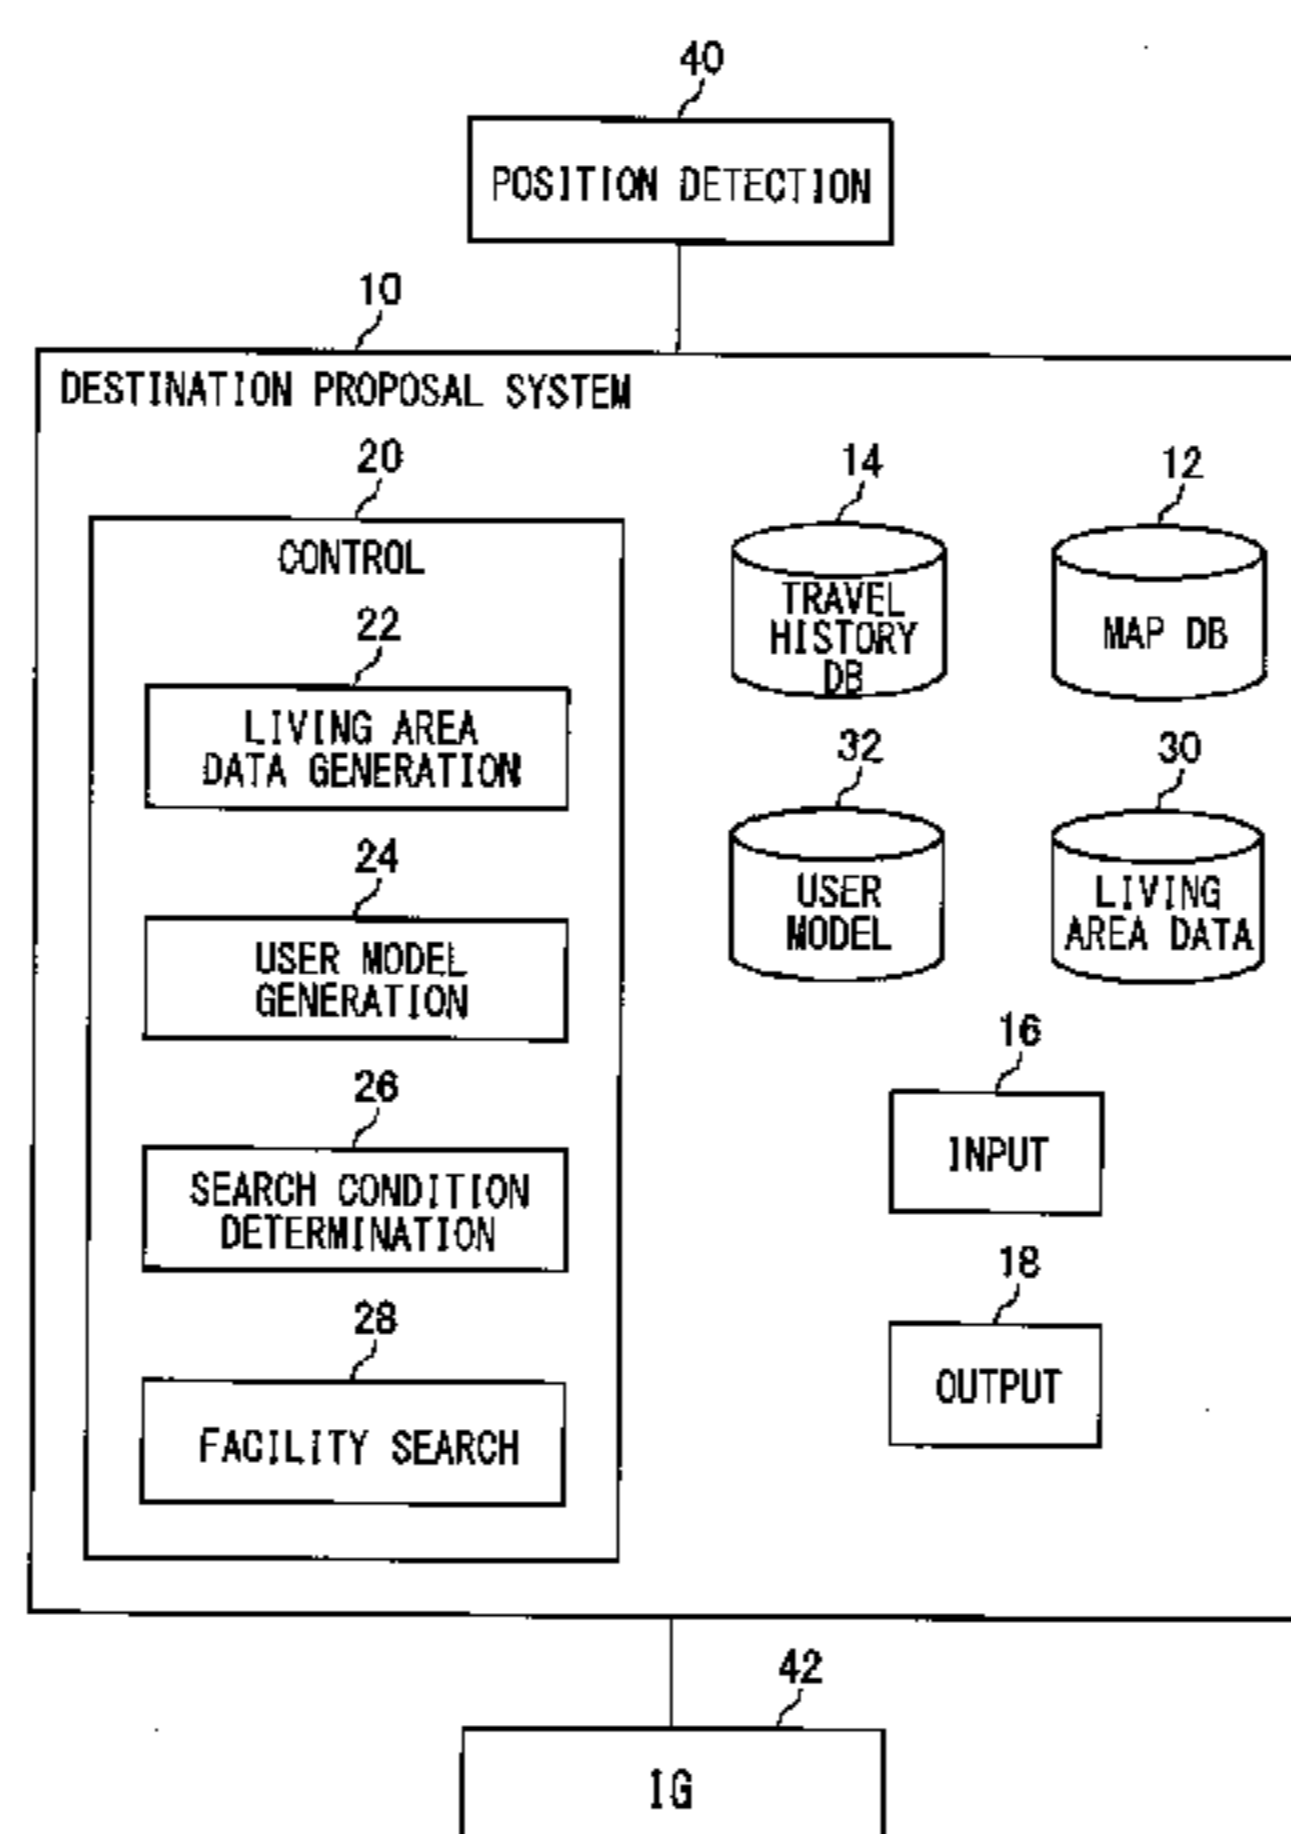 40
POSITION DETECTION
10
DESTINATION PROPOSAL SYSTEM
20
CONTROL
22
LIVING AREA
DATA GENERATION
24
USER MODEL
GENERATION
26
SEARCH CONDITION
DETERMINATION
28
FACILITY SEARCH
14
TRAVEL
HISTORY
DB
12
MAP DB
32
USER
MODEL
30
LIVING
AREA DATA
16
INPUT
18
OUTPUT
42
IG